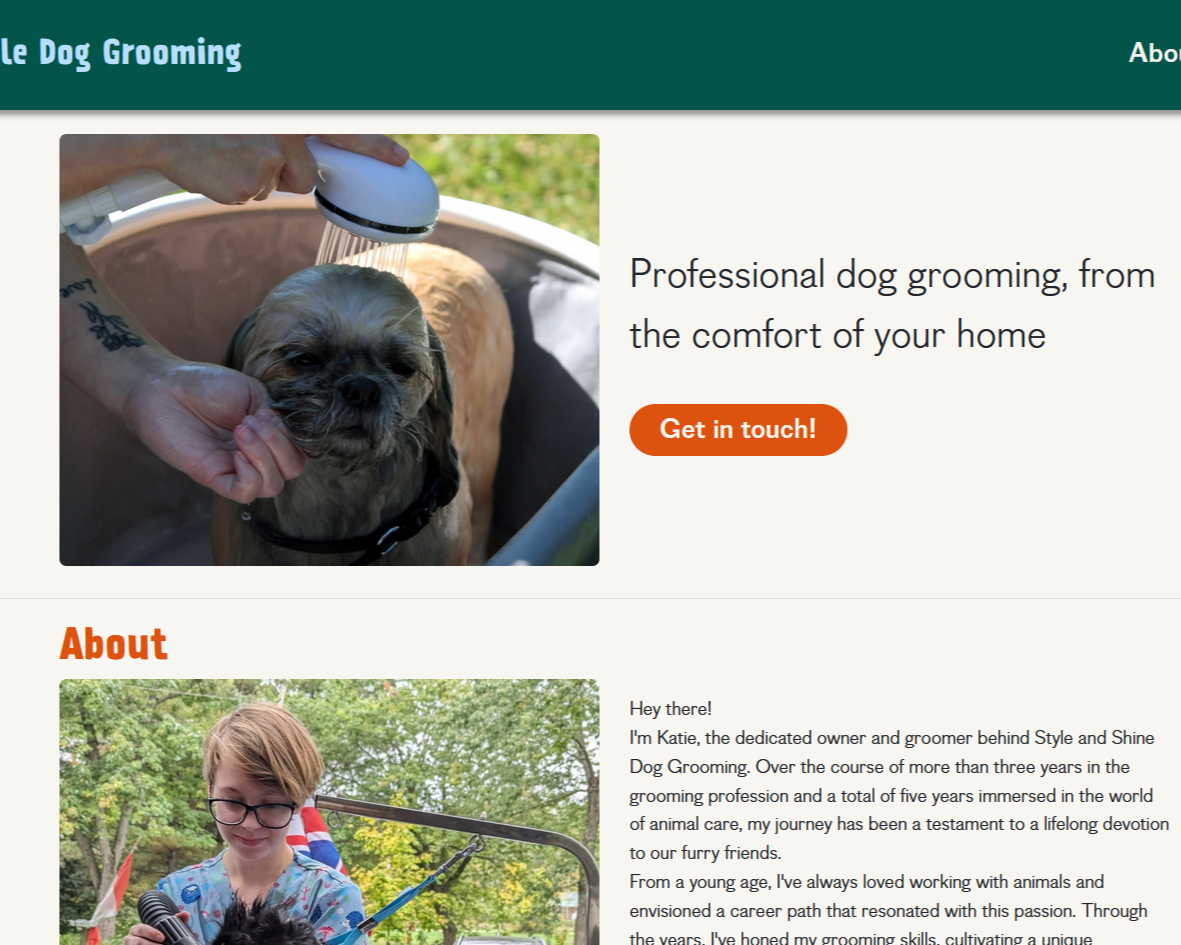 le Dog Grooming
Abou
Professional dog grooming, from
the comfort of your home
Get in touch!
Love
About
Hey there!
I'm Katie, the dedicated owner and groomer behind Style and Shine
Dog Grooming. Over the course of more than three years in the
grooming profession and a total of five years immersed in the world
of animal care, my journey has been a testament to a lifelong devotion
to our furry friends.
From a young age, I've always loved working with animals and
envisioned a career path that resonated with this passion. Through
the years, I've honed my grooming skills, cultivating a unique